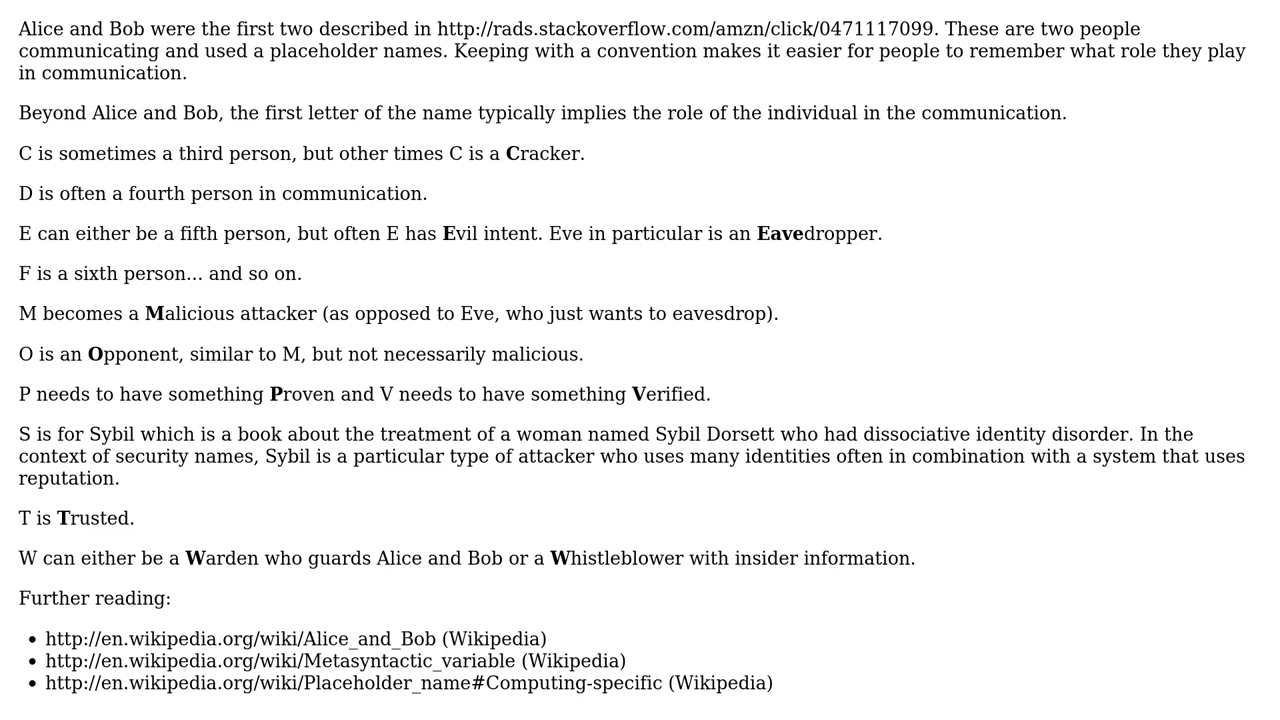 Alice and Bob were the first two described in http://rads.stackoverflow.com/amzn/click/0471117099. These are two people
communicating and used a placeholder names. Keeping with a convention makes it easier for people to remember what role they play
in communication.
Beyond Alice and Bob, the first letter of the name typically implies the role of the individual in the communication.
C is sometimes a third person, but other times C is a Cracker.
D is often a fourth person in communication.
E can either be a fifth person, but often E has Evil intent. Eve in particular is an Eavedropper.
F is a sixth person... and so on.
M becomes a Malicious attacker (as opposed to Eve, who just wants to eavesdrop).
O is an Opponent, similar to M, but not necessarily malicious.
P needs to have something Proven and V needs to have something Verified.
S is for Sybil which is a book about the treatment of a woman named Sybil Dorsett who had dissociative identity disorder. In the
context of security names, Sybil is a particular type of attacker who uses many identities often in combination with a system that uses
reputation.
T is Trusted.
W can either be a Warden who guards Alice and Bob or a Whistleblower with insider information.
Further reading:
• http://en.wikipedia.org/wiki/Alice_and_Bob (Wikipedia)
• http://en.wikipedia.org/wiki/Metasyntactic_variable (Wikipedia)
• http://en.wikipedia.org/wiki/Placeholder_name#Computing-specific (Wikipedia)